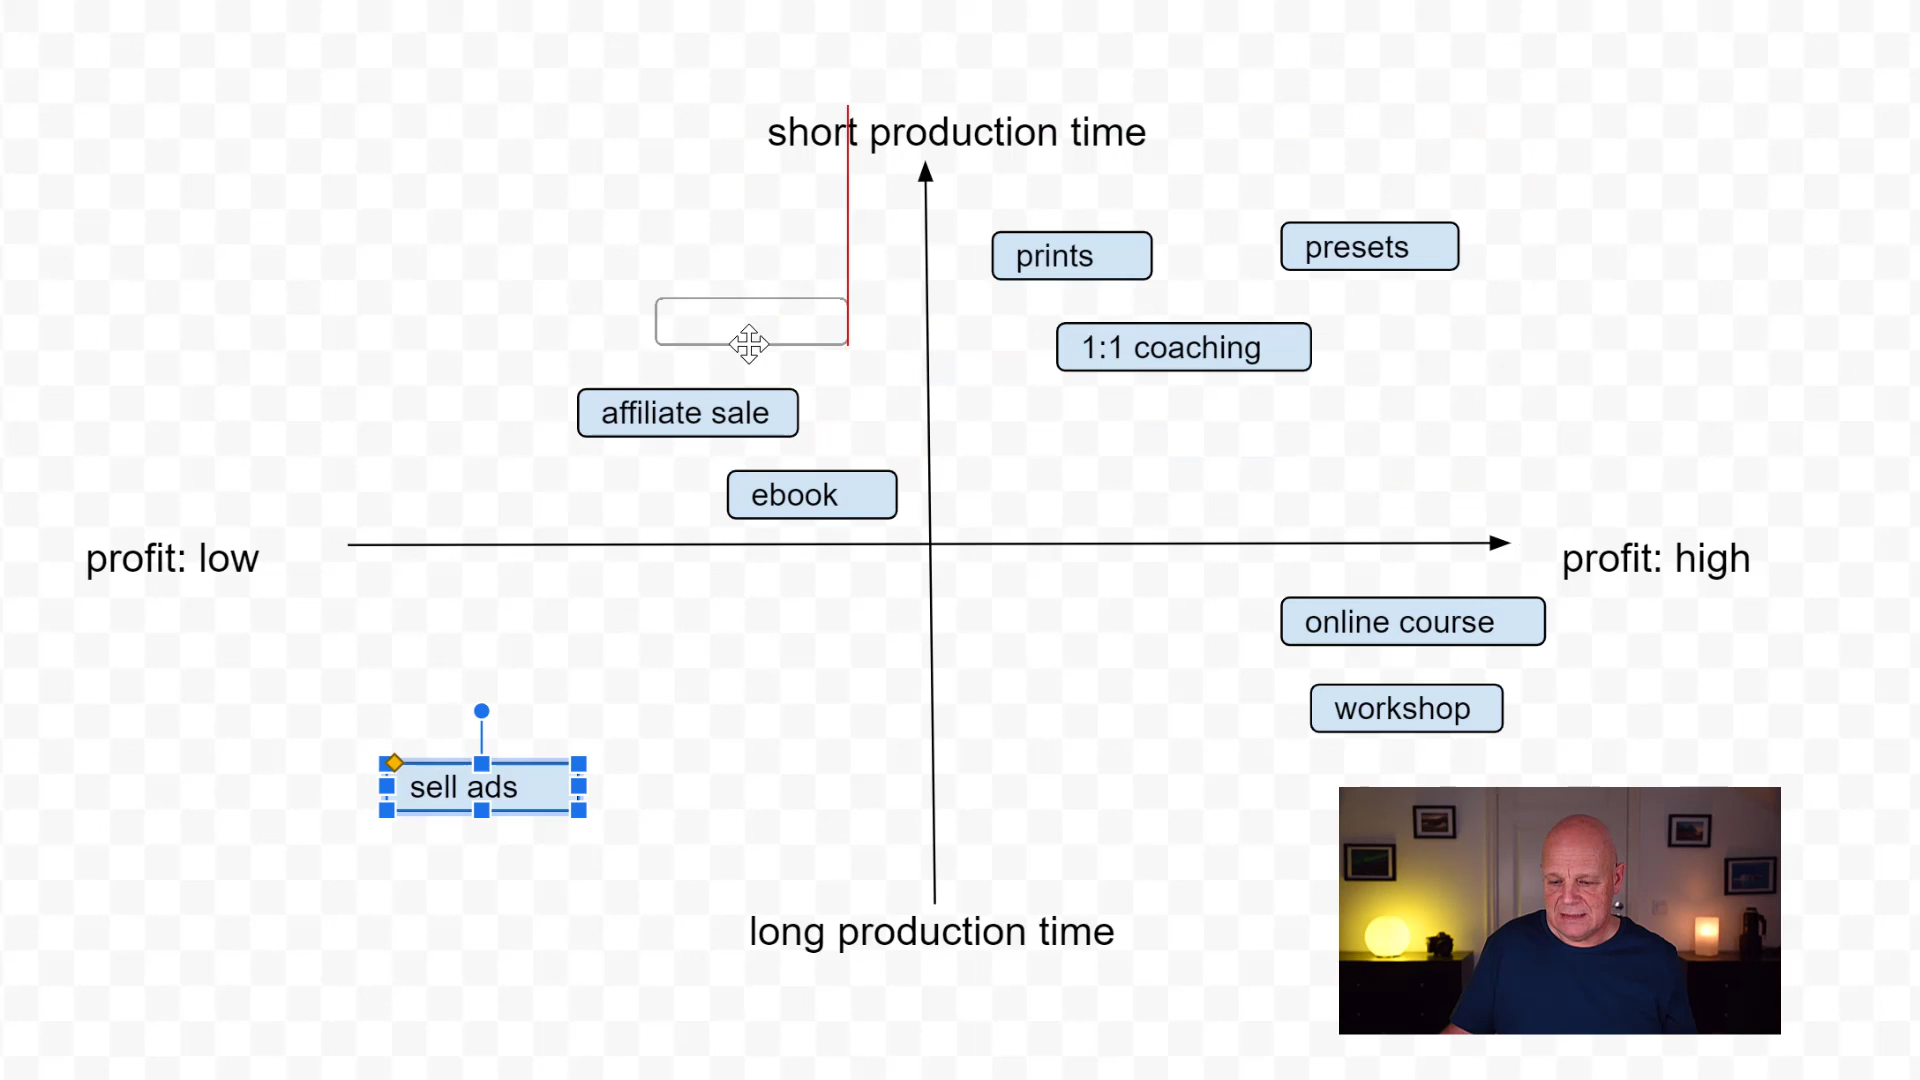 short production time
prints
presets
1:1 coaching
affiliate sale
ebook
profit: low
profit: high
online course
workshop
sell ads
long production time